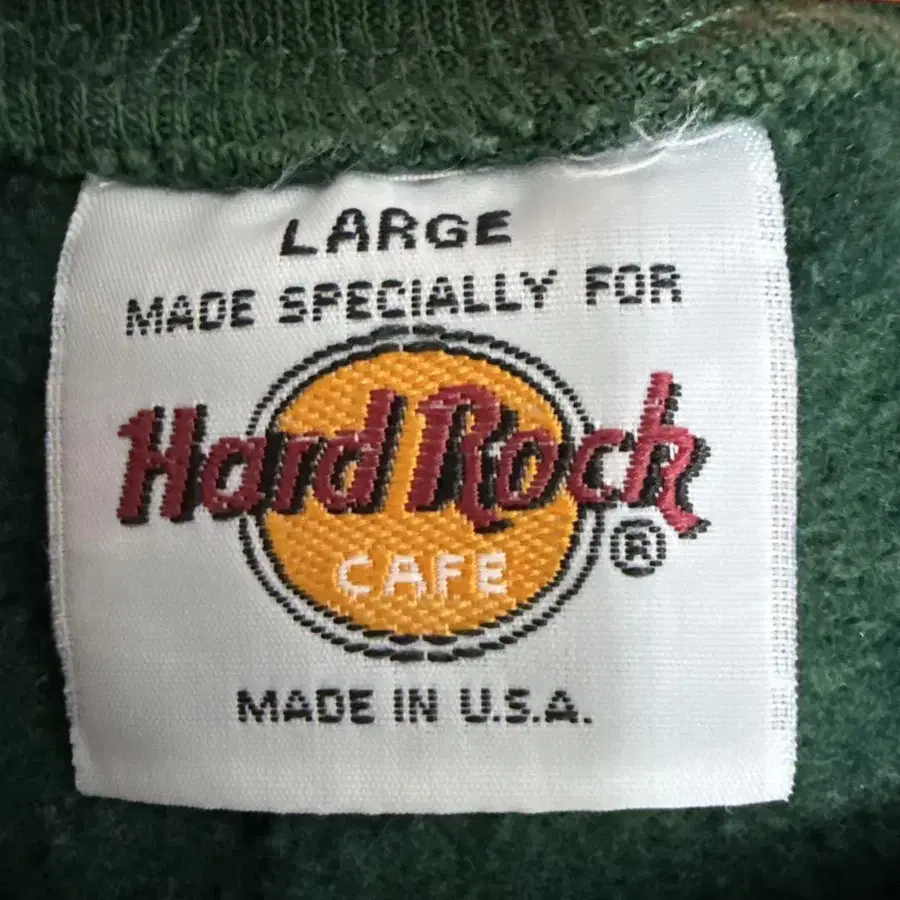 LARGE
MADE SPECIALLY FOR
Hard Rock
CAFE
®
MADE IN U.S.A.